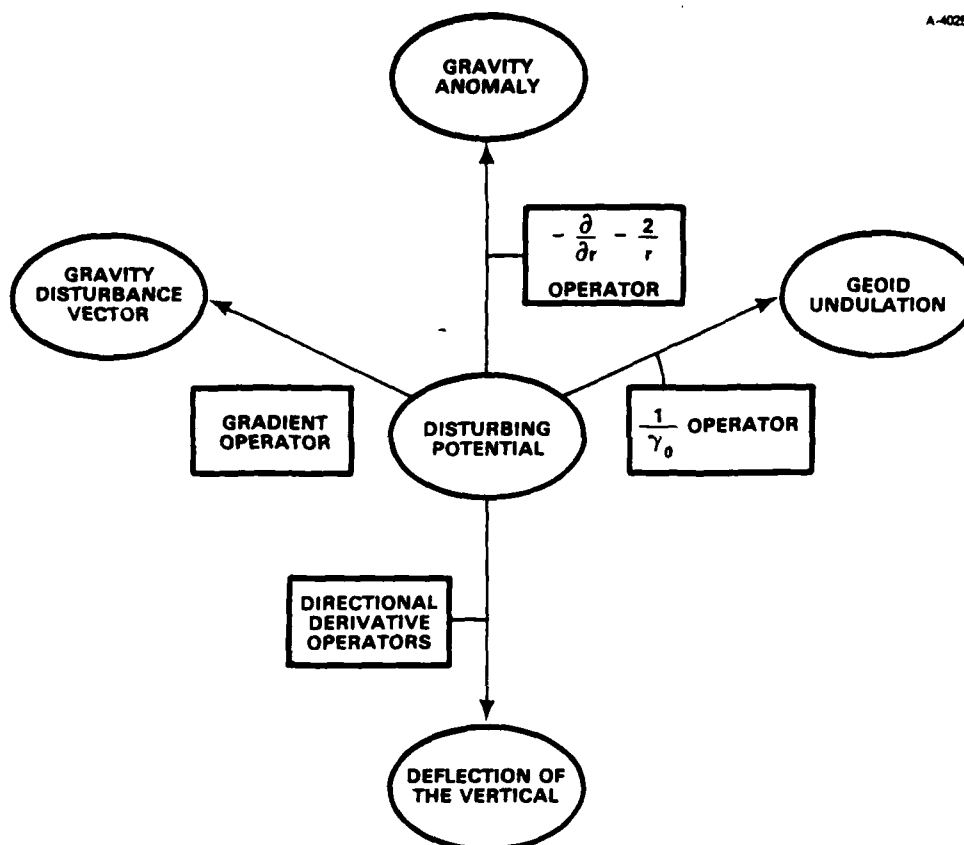 A-4025
GRAVITY
ANOMALY
- ∂/∂r - 2/r
OPERATOR
GRAVITY
DISTURBANCE
VECTOR
GEOID
UNDULATION
GRADIENT
OPERATOR
DISTURBING
POTENTIAL
1/γ₀ OPERATOR
DIRECTIONAL
DERIVATIVE
OPERATORS
DEFLECTION OF
THE VERTICAL